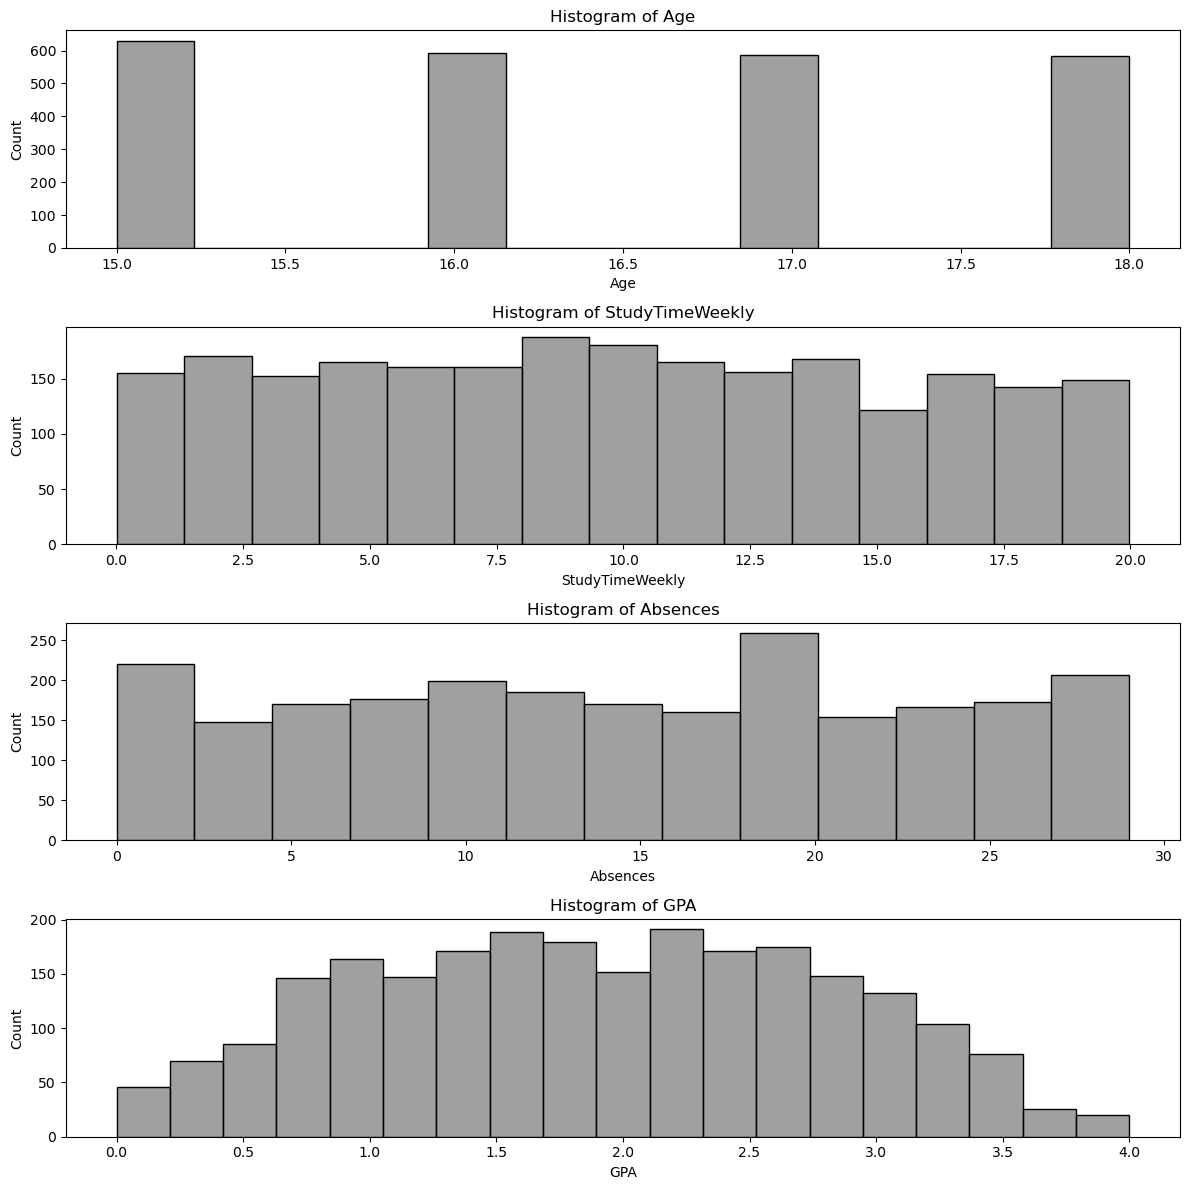 Histogram of Age
600
500
400
300
200
100
0
Count
15.0 15.5 16.0 16.5 17.0 17.5 18.0
Age
Histogram of StudyTimeWeekly
150
100
50
0
Count
0.0 2.5 5.0 7.5 10.0 12.5 15.0 17.5 20.0
StudyTimeWeekly
Histogram of Absences
250
200
150
100
50
0
Count
0 5 10 15 20 25 30
Absences
Histogram of GPA
200
150
100
50
0
Count
0.0 0.5 1.0 1.5 2.0 2.5 3.0 3.5 4.0
GPA